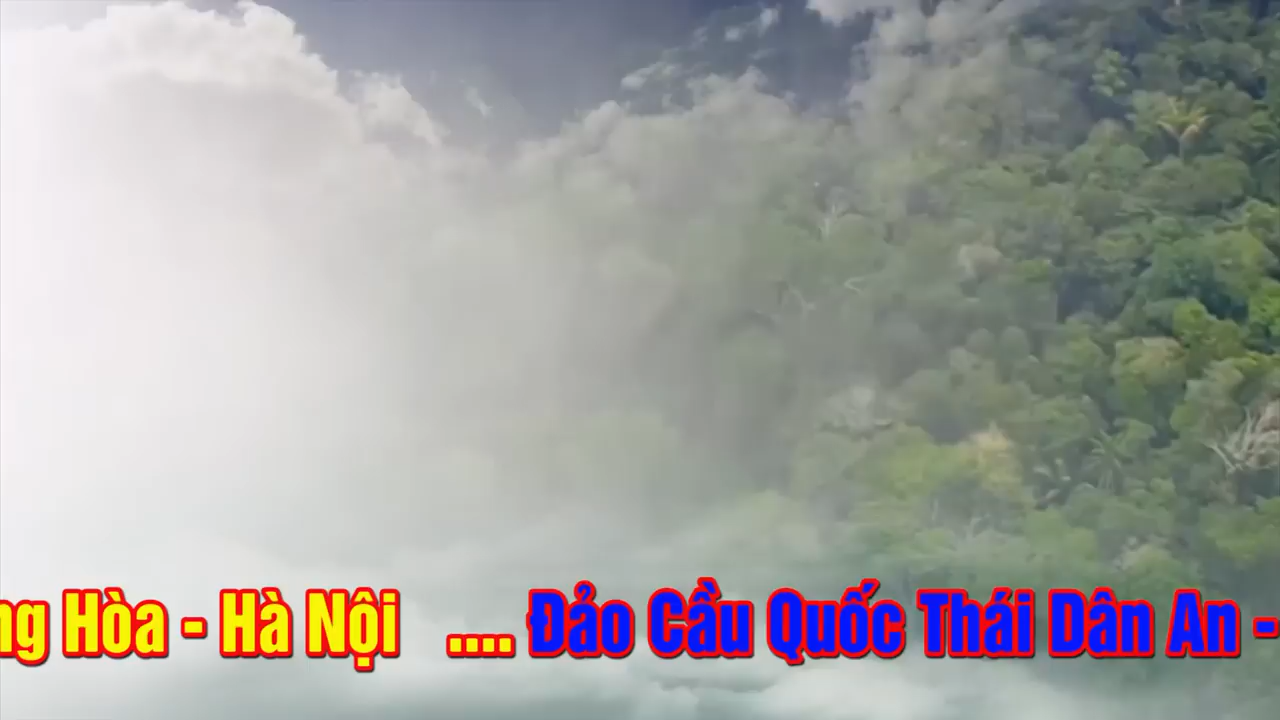 Hòa - Hà Nội .... Đảo Cầu Quốc Thái Dân An -